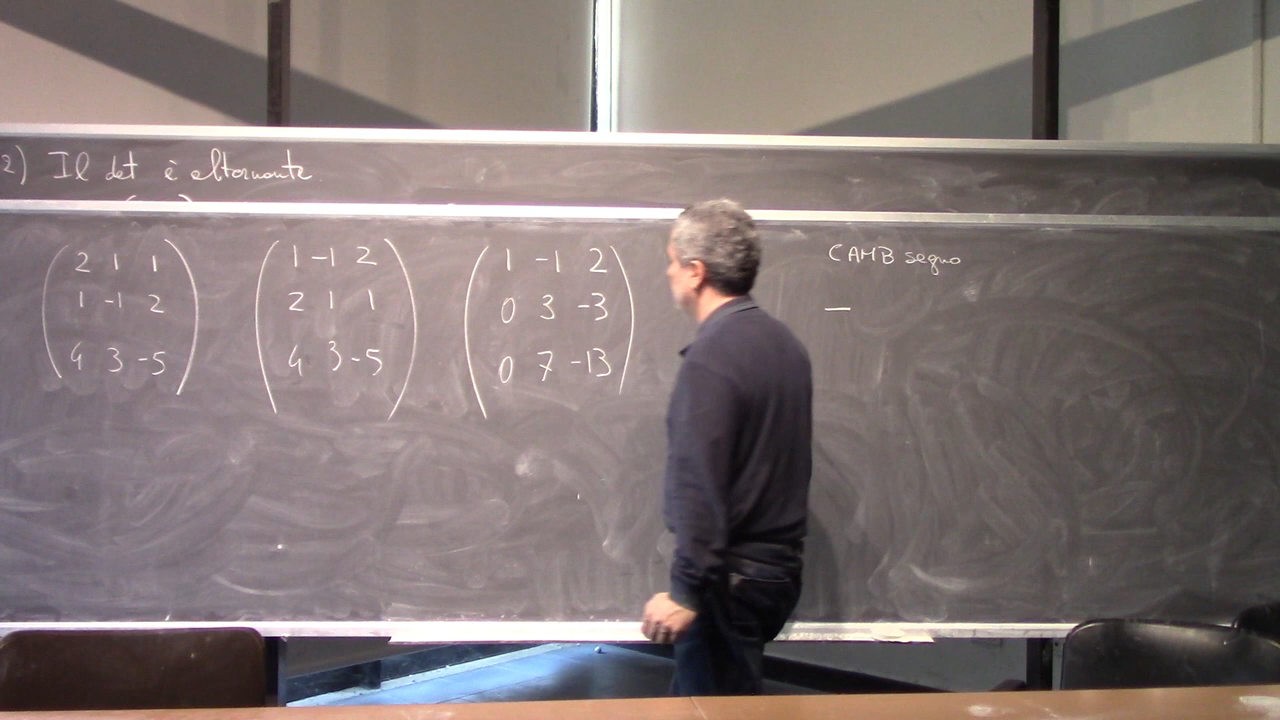 2) Il det è alternante.
2 1 1
1 -1 2
4 3 -5
1 -1 2
2 1 1
4 3 -5
1 -1 2
0 3 -3
0 7 -13
CAMB segno
—